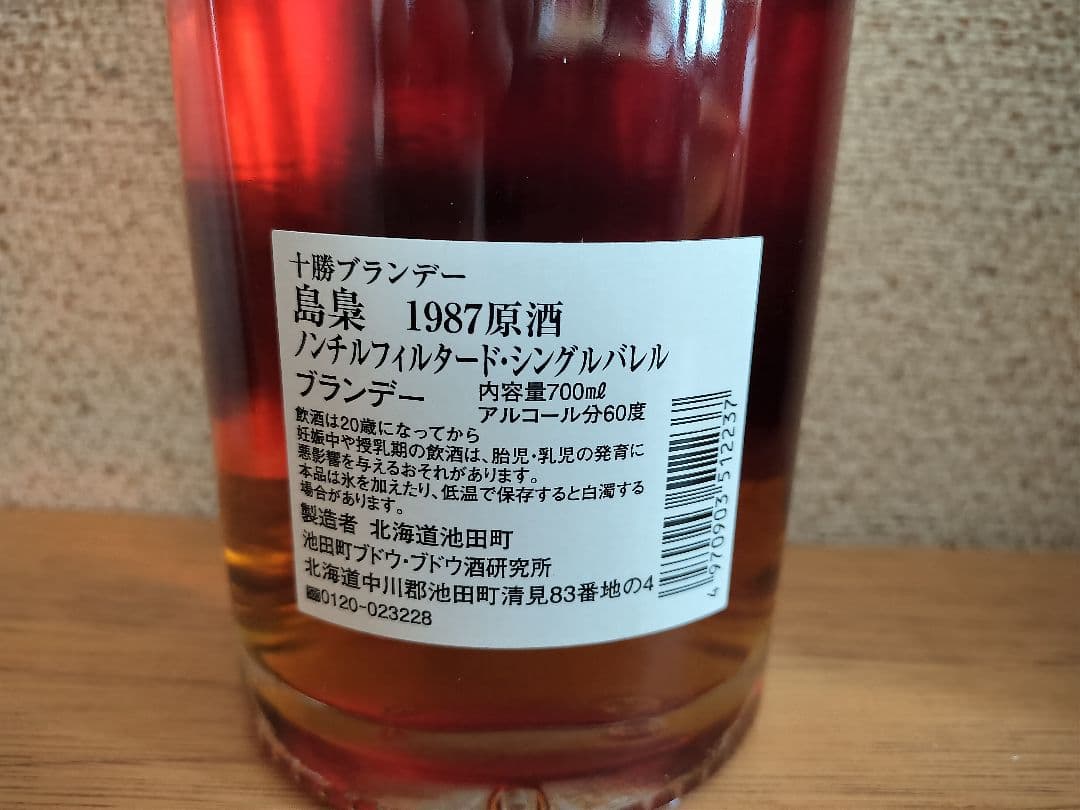 十勝ブランデー
島梟　1987原酒
ノンチルフィルタード・シングルバレル
ブランデー　内容量700㎖
アルコール分60度
飲酒は20歳になってから
妊娠中や授乳期の飲酒は、胎児・乳児の発育に
悪影響を与えるおそれがあります。
本品は氷を加えたり、低温で保存すると白濁する
場合があります。
製造者 北海道池田町
池田町ブドウ・ブドウ酒研究所
北海道中川郡池田町清見83番地の4
0120-023228
4 970903 512237